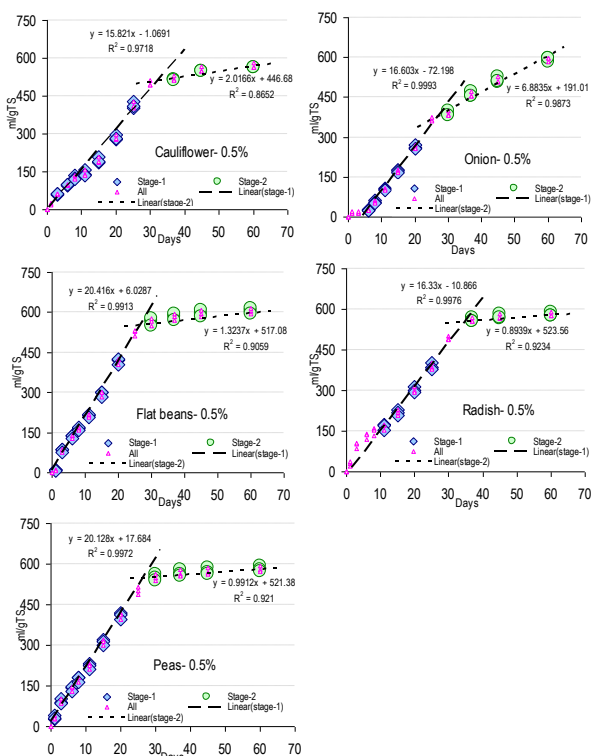 750
600
450
300
150
0
ml/gTS
y = 15.821x - 1.0691
R2 = 0.9718
y = 2.0166x + 446.68
R2 = 0.8652
Cauliflower- 0.5%
Stage-1
Stage-2
All
Linear(stage-1)
Linear(stage-2)
0 10 20 30 40 50 60 70
Days
750
600
450
300
150
0
ml/gTS
y = 16.603x - 72.198
R2 = 0.9993
y = 6.8835x + 191.01
R2 = 0.9873
Onion- 0.5%
Stage-1
Stage-2
All
Linear(stage-1)
Linear(stage-2)
0 10 20 30 40 50 60 70
Days
750
600
450
300
150
0
ml/gTS
y = 20.416x + 6.0287
R2 = 0.9913
y = 1.3237x + 517.08
R2 = 0.9059
Flat beans- 0.5%
Stage-1
Stage-2
All
Linear(stage-1)
Linear(stage-2)
0 10 20 30 40 50 60 70
Days
750
600
450
300
150
0
ml/gTS
y = 16.33x - 10.866
R2 = 0.9976
y = 0.8939x + 523.56
R2 = 0.9234
Radish- 0.5%
Stage-1
Stage-2
All
Linear(stage-1)
Linear(stage-2)
0 10 20 30 40 50 60 70
Days
750
600
450
300
150
0
ml/gTS
y = 20.128x + 17.684
R2 = 0.9972
y = 0.9912x + 521.38
R2 = 0.921
Peas- 0.5%
Stage-1
Stage-2
All
Linear(stage-1)
Linear(stage-2)
0 10 20 30 40 50 60 70
Days